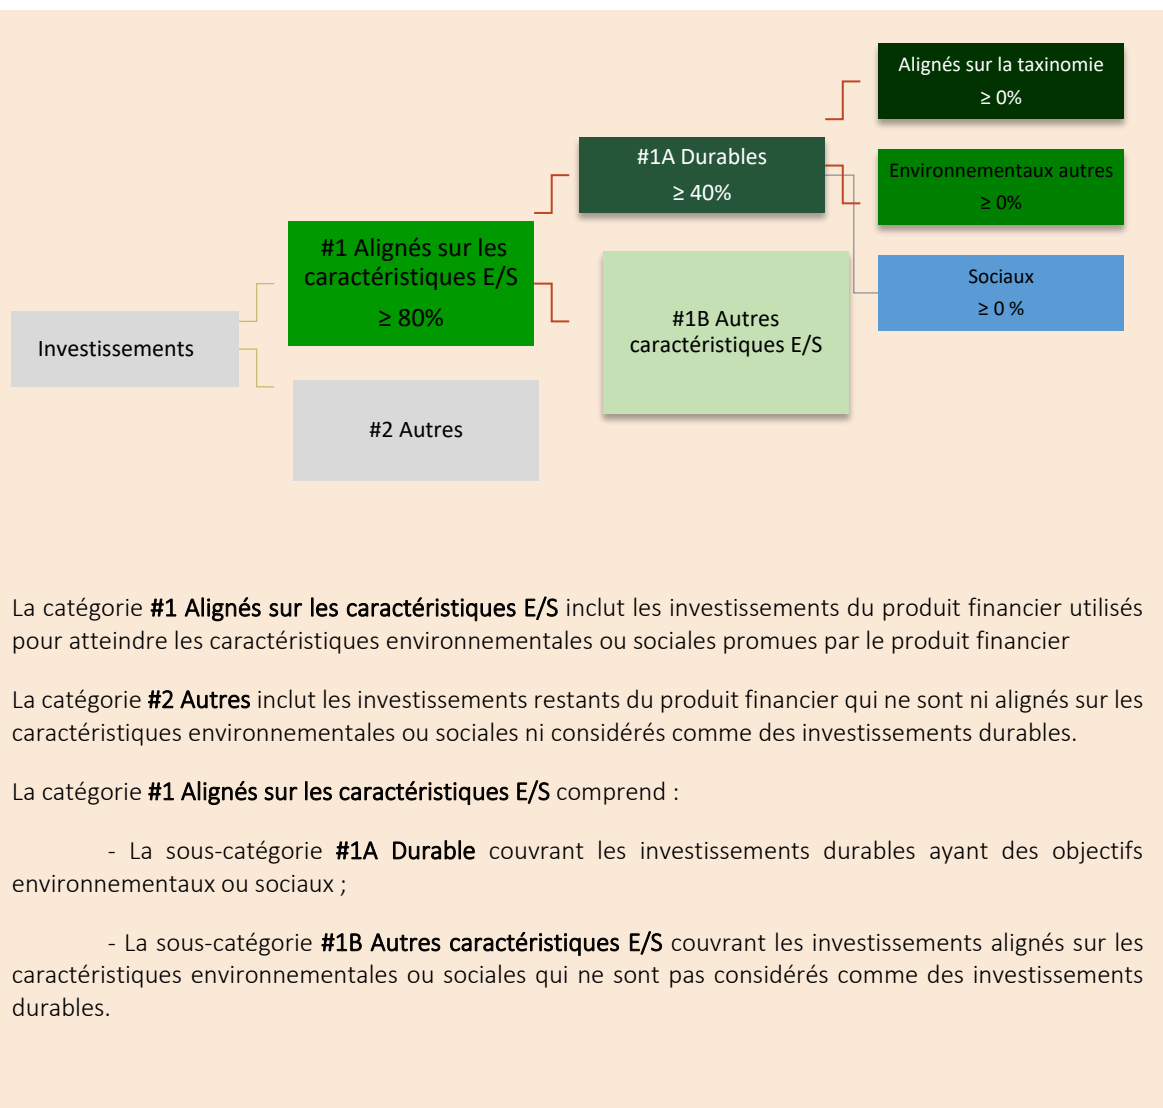 Alignés sur la taxinomie
≥ 0%
#1A Durables
≥ 40%
Environnementaux autres
≥ 0%
#1 Alignés sur les
caractéristiques E/S
≥ 80%
Sociaux
≥ 0 %
#1B Autres
caractéristiques E/S
Investissements
#2 Autres
La catégorie #1 Alignés sur les caractéristiques E/S inclut les investissements du produit financier utilisés
pour atteindre les caractéristiques environnementales ou sociales promues par le produit financier
La catégorie #2 Autres inclut les investissements restants du produit financier qui ne sont ni alignés sur les
caractéristiques environnementales ou sociales ni considérés comme des investissements durables.
La catégorie #1 Alignés sur les caractéristiques E/S comprend :
- La sous-catégorie #1A Durable couvrant les investissements durables ayant des objectifs
environnementaux ou sociaux ;
- La sous-catégorie #1B Autres caractéristiques E/S couvrant les investissements alignés sur les
caractéristiques environnementales ou sociales qui ne sont pas considérés comme des investissements
durables.